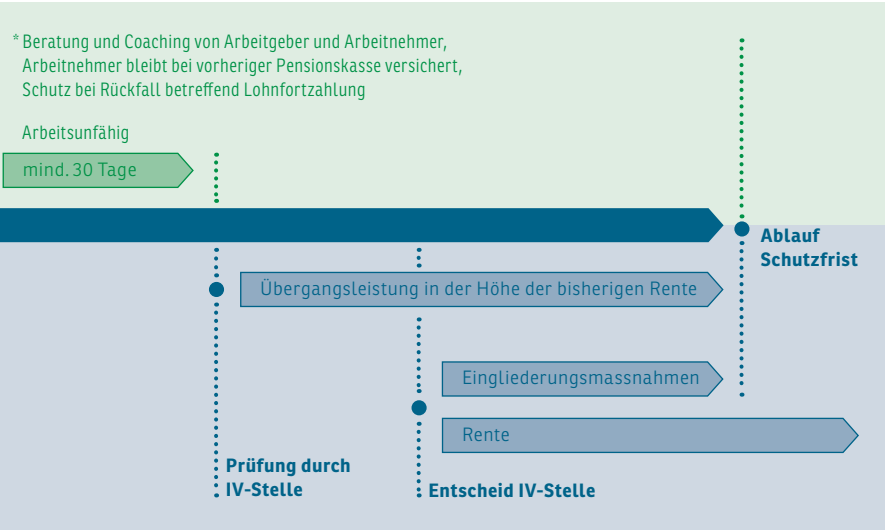 * Beratung und Coaching von Arbeitgeber und Arbeitnehmer,
Arbeitnehmer bleibt bei vorheriger Pensionskasse versichert,
Schutz bei Rückfall betreffend Lohnfortzahlung
Arbeitsunfähig
mind. 30 Tage
Ablauf
Schutzfrist
Übergangsleistung in der Höhe der bisherigen Rente
Eingliederungsmassnahmen
Rente
Prüfung durch
IV-Stelle
Entscheid IV-Stelle